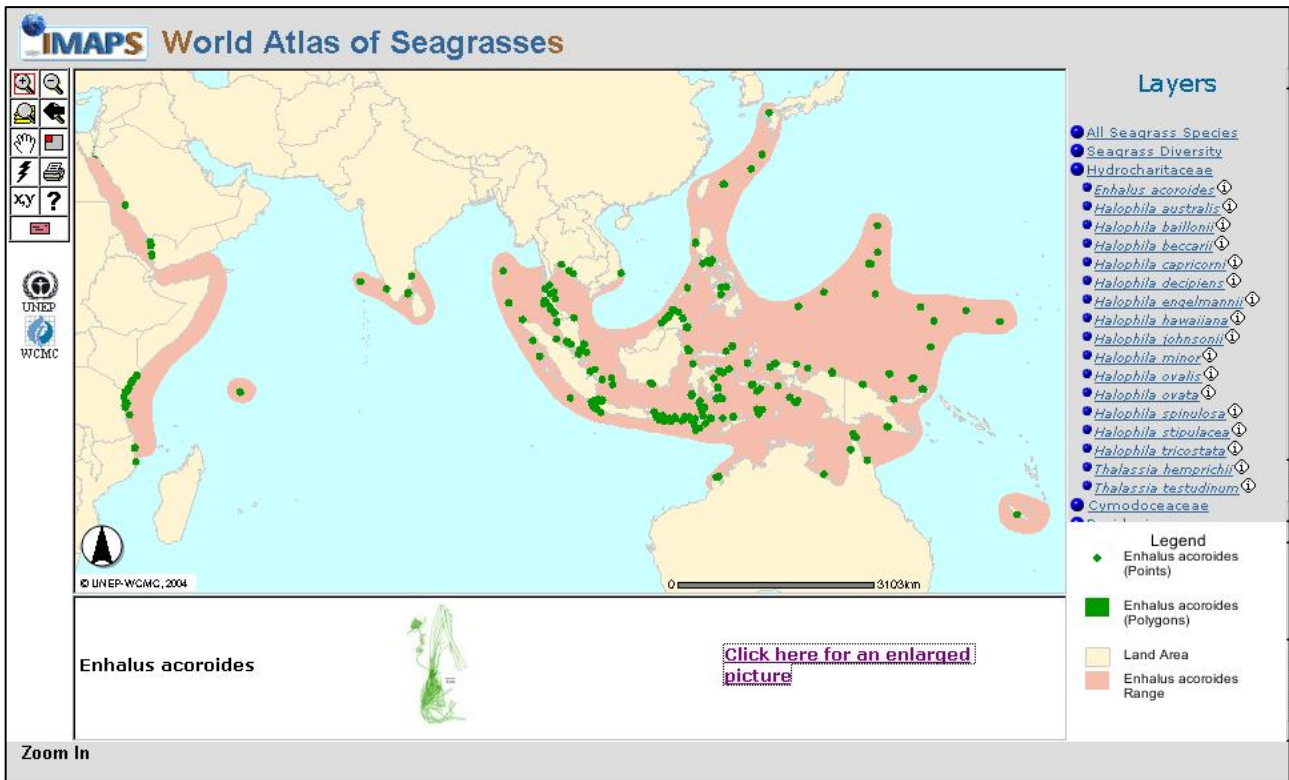 IMAPS World Atlas of Seagrasses
x,y ?
UNEP
WCMC
© UNEP-WCMC, 2004
0 3103km
Layers
All Seagrass Species
Seagrass Diversity
Hydrocharitaceae
Enhalus acoroides i
Halophila australis i
Halophila baillonii i
Halophila beccarii i
Halophila capricorni i
Halophila decipiens i
Halophila engelmannii i
Halophila hawaiiana i
Halophila johnsonii i
Halophila minor i
Halophila ovalis i
Halophila ovata i
Halophila spinulosa i
Halophila stipulacea i
Halophila tricostata i
Thalassia hemprichii i
Thalassia testudinum i
Cymodoceaceae
Legend
Enhalus acoroides
(Points)
Enhalus acoroides
(Polygons)
Land Area
Enhalus acoroides
Range
Enhalus acoroides
Click here for an enlarged
picture
Zoom In